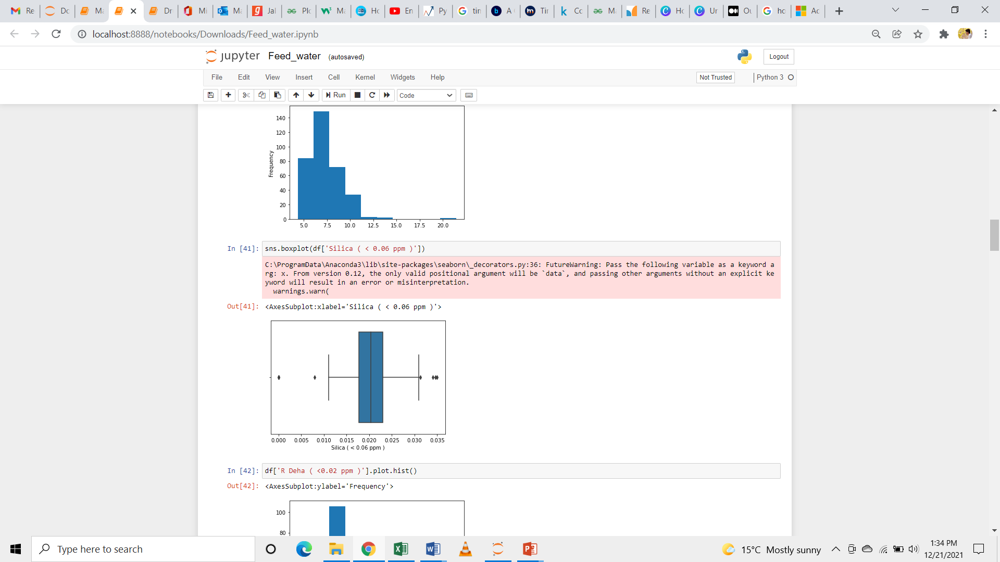 Re
Dc
Ma
Dr
Mi
Ma
Jal
Plc
Ma
Hc
En
Py
tin
A
Tir
Cc
Ma
Re
Hc
Ur
Ou
ho
Ac
localhost:8888/notebooks/Downloads/Feed_water.ipynb
jupyter Feed_water (autosaved)
Logout
File Edit View Insert Cell Kernel Widgets Help
Not Trusted
Python 3
Run
Code
140
120
100
80
60
40
20
0
Frequency
5.0 7.5 10.0 12.5 15.0 17.5 20.0
In [41]: sns.boxplot(df['Silica ( < 0.06 ppm )'])
C:\ProgramData\Anaconda3\lib\site-packages\seaborn\_decorators.py:36: FutureWarning: Pass the following variable as a keyword a
rg: x. From version 0.12, the only valid positional argument will be `data`, and passing other arguments without an explicit ke
yword will result in an error or misinterpretation.
  warnings.warn(
Out[41]: <AxesSubplot:xlabel='Silica ( < 0.06 ppm )'>
0.000 0.005 0.010 0.015 0.020 0.025 0.030 0.035
Silica ( < 0.06 ppm )
In [42]: df['R Deha ( <0.02 ppm )'].plot.hist()
Out[42]: <AxesSubplot:ylabel='Frequency'>
100
80
Type here to search
15°C Mostly sunny
1:34 PM
12/21/2021